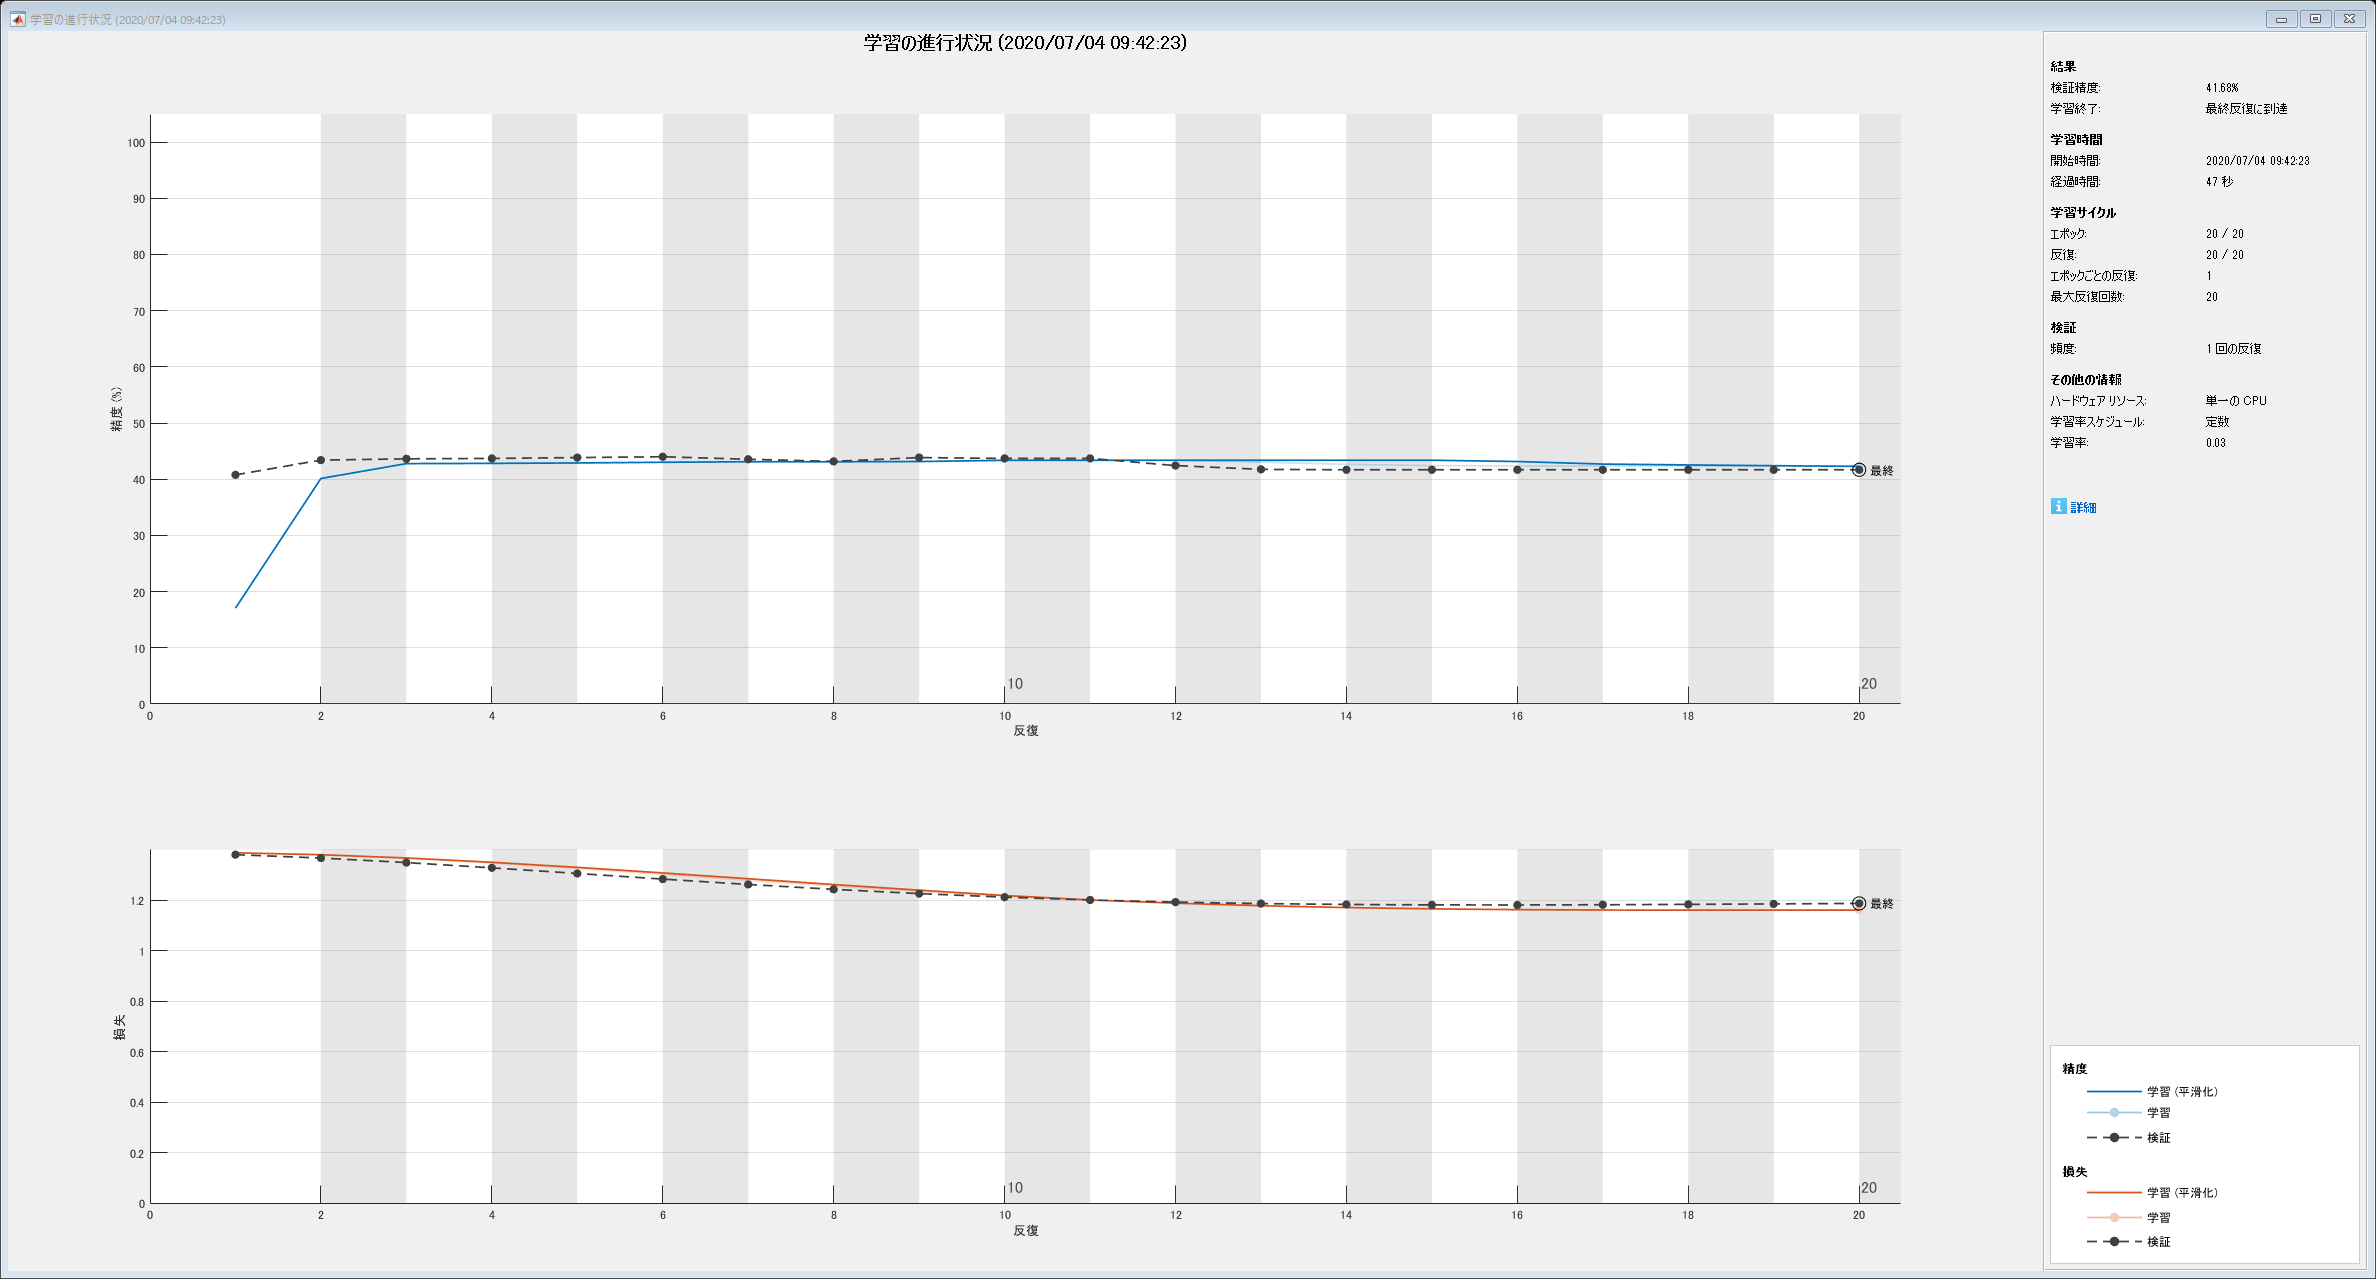 学習の進行状況 (2020/07/04 09:42:23)
学習の進行状況 (2020/07/04 09:42:23)
100
90
80
70
60
50
40
30
20
10
0
精度 (%)
最終
10
20
0 2 4 6 8 10 12 14 16 18 20
反復
1.2
1
0.8
0.6
0.4
0.2
0
損失
最終
10
20
0 2 4 6 8 10 12 14 16 18 20
反復
結果
検証精度: 41.68%
学習終了: 最終反復に到達
学習時間
開始時間: 2020/07/04 09:42:23
経過時間: 47 秒
学習サイクル
エポック: 20 / 20
反復: 20 / 20
エポックごとの反復: 1
最大反復回数: 20
検証
頻度: 1 回の反復
その他の情報
ハードウェア リソース: 単一の CPU
学習率スケジュール: 定数
学習率: 0.03
i 詳細
精度
学習 (平滑化)
学習
検証
損失
学習 (平滑化)
学習
検証